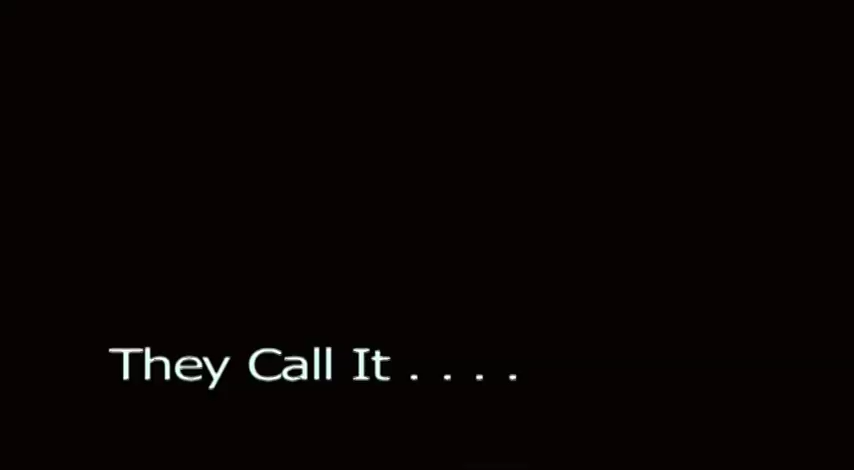 They Call It . . . .